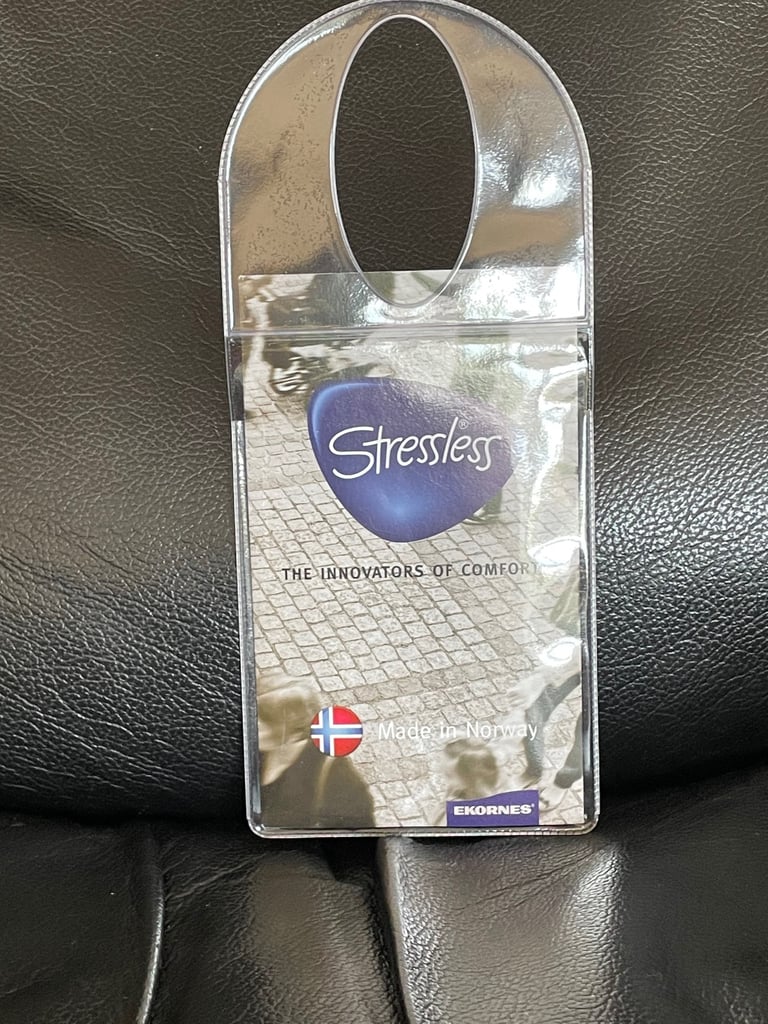 Stressless®
THE INNOVATORS OF COMFORT
Made in Norway
EKORNES®